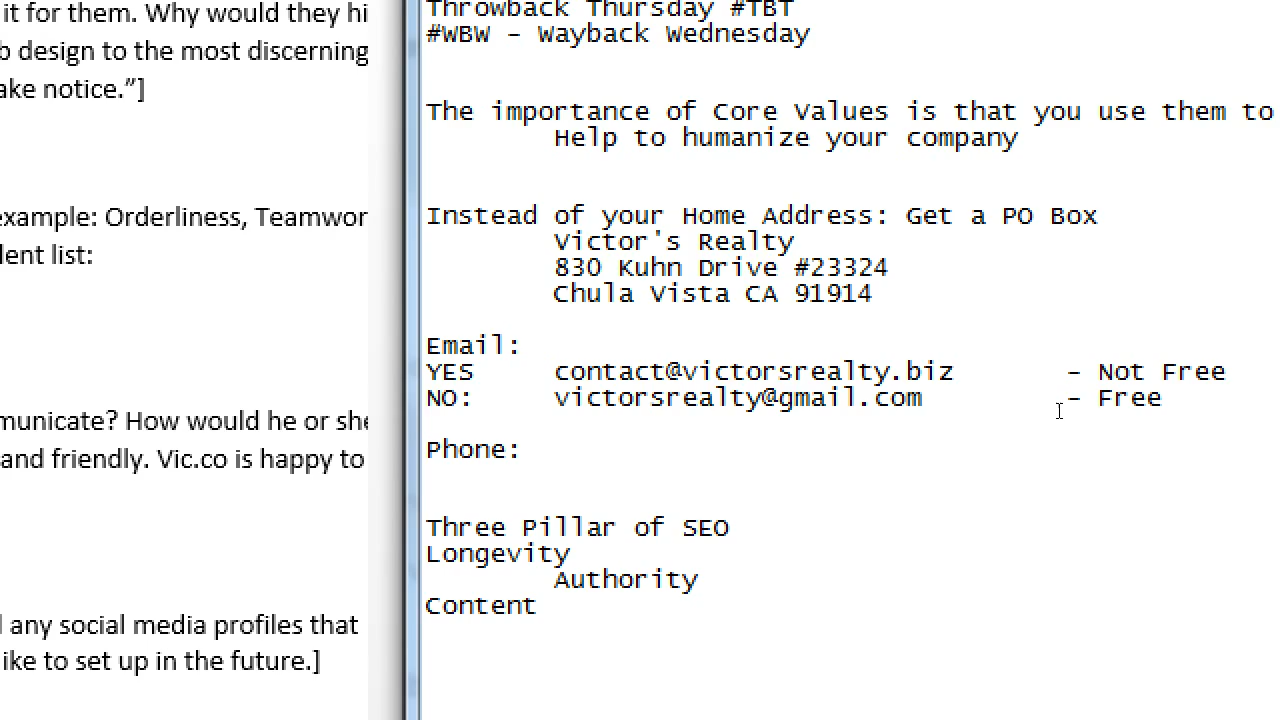 it for them. Why would they hi
b design to the most discerning
ake notice.”]
example: Orderliness, Teamwor
lent list:
municate? How would he or she
and friendly. Vic.co is happy to
any social media profiles that
ike to set up in the future.]
Throwback Thursday #TBT
#WBW – Wayback Wednesday
The importance of Core Values is that you use them to
Help to humanize your company
Instead of your Home Address: Get a PO Box
Victor's Realty
830 Kuhn Drive #23324
Chula Vista CA 91914
Email:
YES contact@victorsrealty.biz – Not Free
NO: victorsrealty@gmail.com – Free
Phone:
Three Pillar of SEO
Longevity
Authority
Content